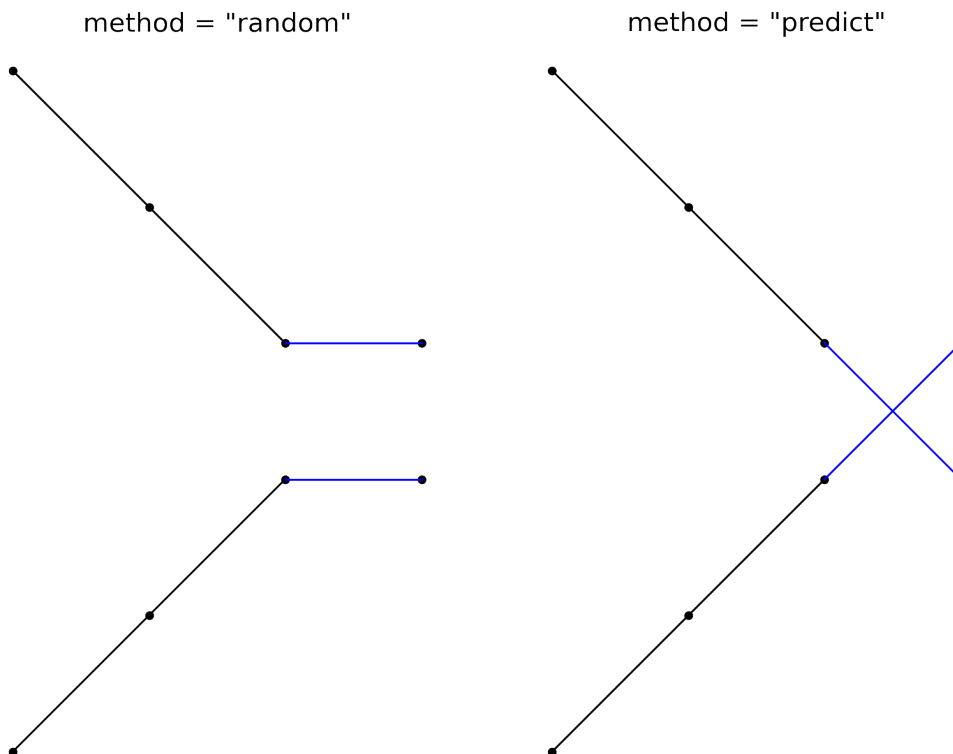 method = "random"
method = "predict"